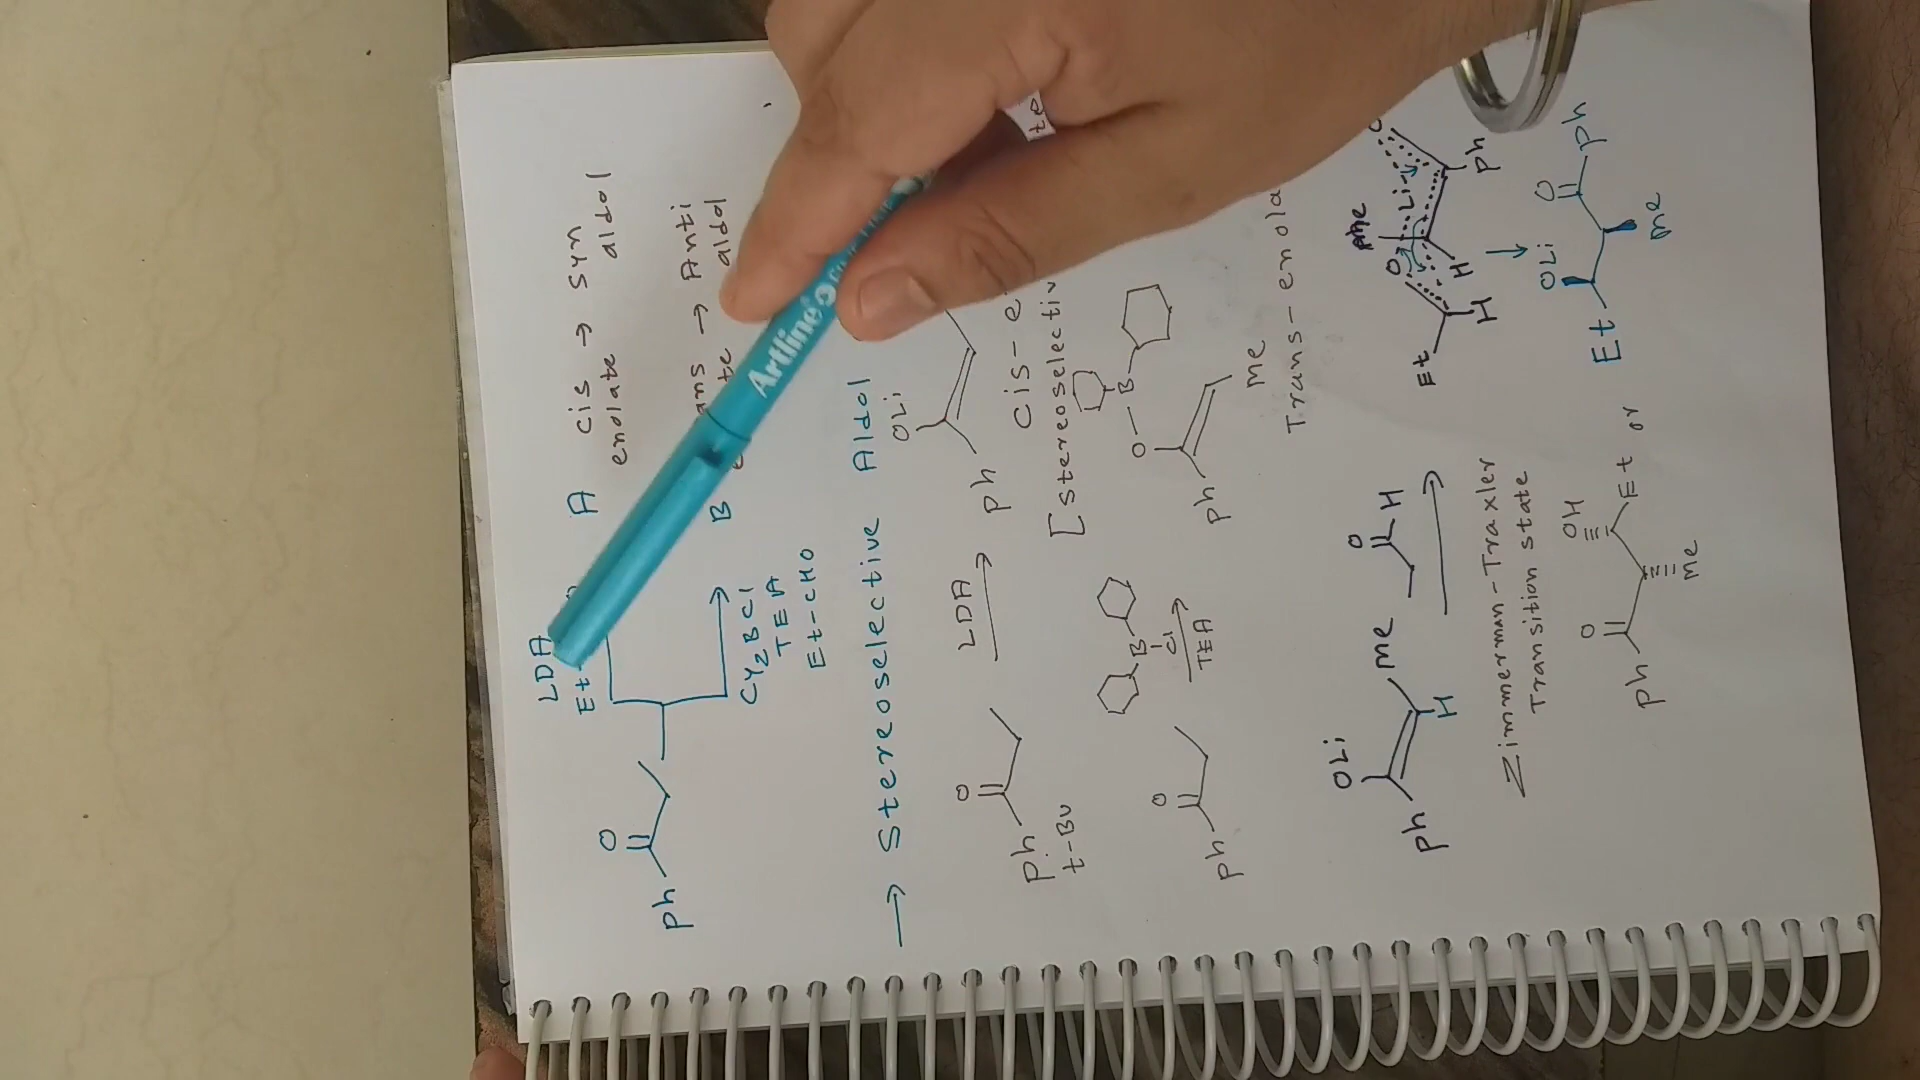 LDA
Et-
A
cis → syn
enolate aldol
O
Ph
ans → Anti
te aldol
B
Cy₂BCl
TEA
Et-CHO
→ Stereoselective Aldol
O
Ph
t-Bu
LDA
OLi
Ph
cis-e
[stereoselectiv
O
Ph
B
Cl
TEA
O-B
Ph
Me
Trans-enola
OLi
Ph
Me
H
O
H
Zimmerman-Traxler
Transition state
Et
O
Li
H
H
Ph
O
OH
Ph
Me
Et or
OLi
O
Et
Me
Ph
Artline